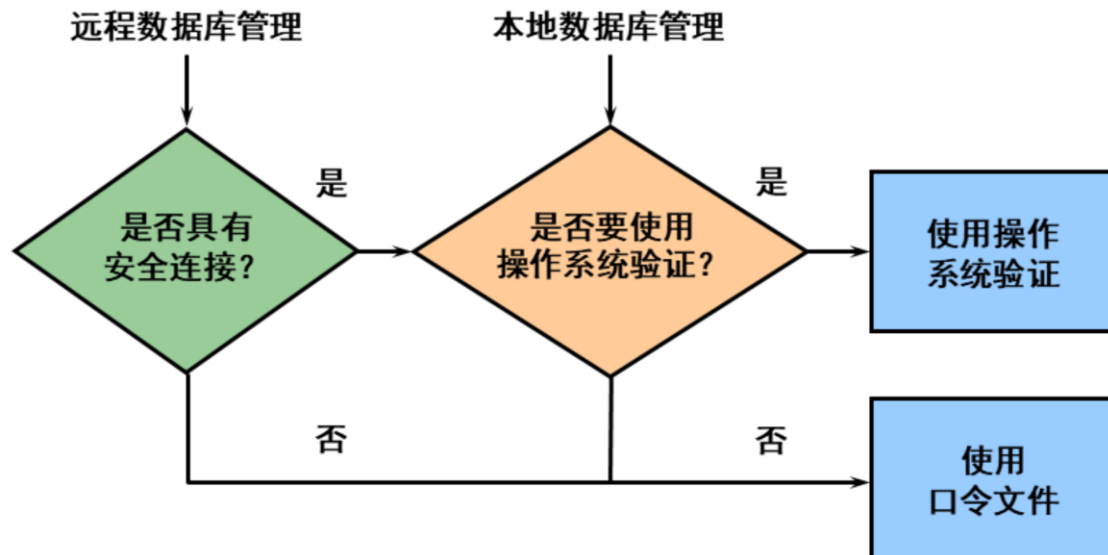 远程数据库管理
本地数据库管理
是
是
是否具有
安全连接?
是否要使用
操作系统验证?
使用操作
系统验证
否
否
使用
口令文件